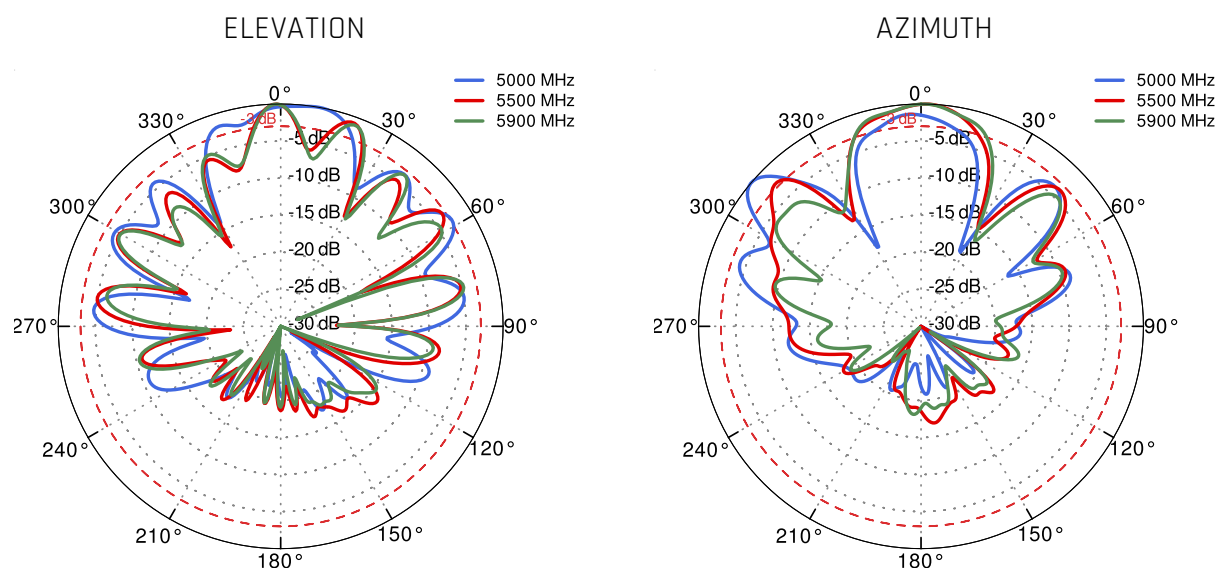 ELEVATION
5000 MHz
5500 MHz
5900 MHz
0°
330°
30°
-3 dB
-5 dB
-10 dB
300°
60°
-15 dB
-20 dB
-25 dB
-30 dB
270°
90°
240°
120°
210°
150°
180°
AZIMUTH
5000 MHz
5500 MHz
5900 MHz
0°
330°
30°
-3 dB
-5 dB
-10 dB
300°
60°
-15 dB
-20 dB
-25 dB
-30 dB
270°
90°
240°
120°
210°
150°
180°